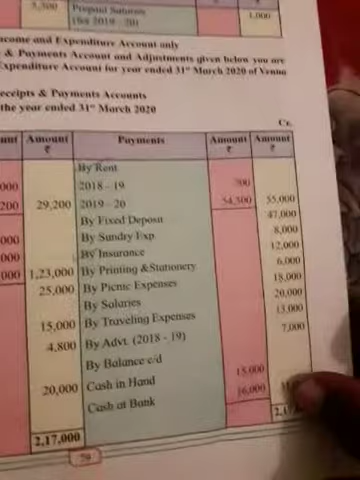 3,500 Prepaid Salaries 1,000
(for 2019 - 20)
ncome and Expenditure Account only
& Payments Account and Adjustments given below you are
Expenditure Account for year ended 31st March 2020 of Venus
eceipts & Payments Accounts
the year ended 31st March 2020
Cr.
unt Amount Payments Amount Amount
₹ ₹ ₹
By Rent
000 2018 - 19 700
200 29,200 2019 - 20 54,300 55,000
By Fixed Deposit 47,000
000 By Sundry Exp. 8,000
000 By Insurance 12,000
000 1,23,000 By Printing &Stationery 6,000
25,000 By Picnic Expenses 18,000
By Salaries 20,000
15,000 By Traveling Expenses 13,000
4,800 By Advt. (2018 - 19) 7,000
By Balance c/d
20,000 Cash in Hand 15,000
Cash at Bank 16,000
2,17,000
29